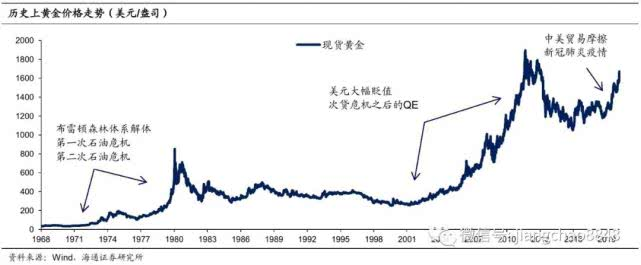 历史上黄金价格走势（美元/盎司）
现货黄金
2000
1800
1600
1400
1200
1000
800
600
400
200
0
布雷顿森林体系解体
第一次石油危机
第二次石油危机
美元大幅贬值
次贷危机之后的QE
中美贸易摩擦
新冠肺炎疫情
1968 1971 1974 1977 1980 1983 1986 1989 1992 1995 1998 2001 2004 2007 2010
资料来源：Wind、海通证券研究所